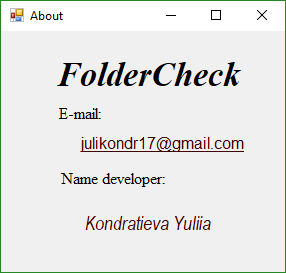 About
FolderCheck
E-mail:
julikondr17@gmail.com
Name developer:
Kondratieva Yuliia